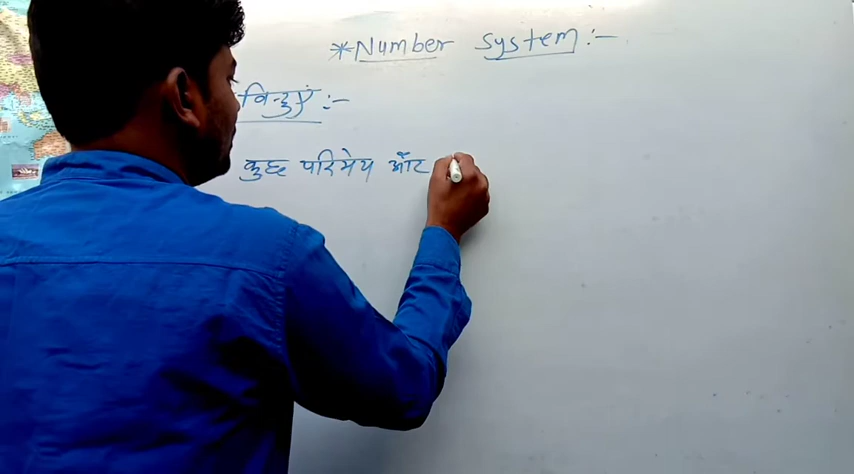 *Number System:-
विन्दुएं :-
कुछ परिमेय और